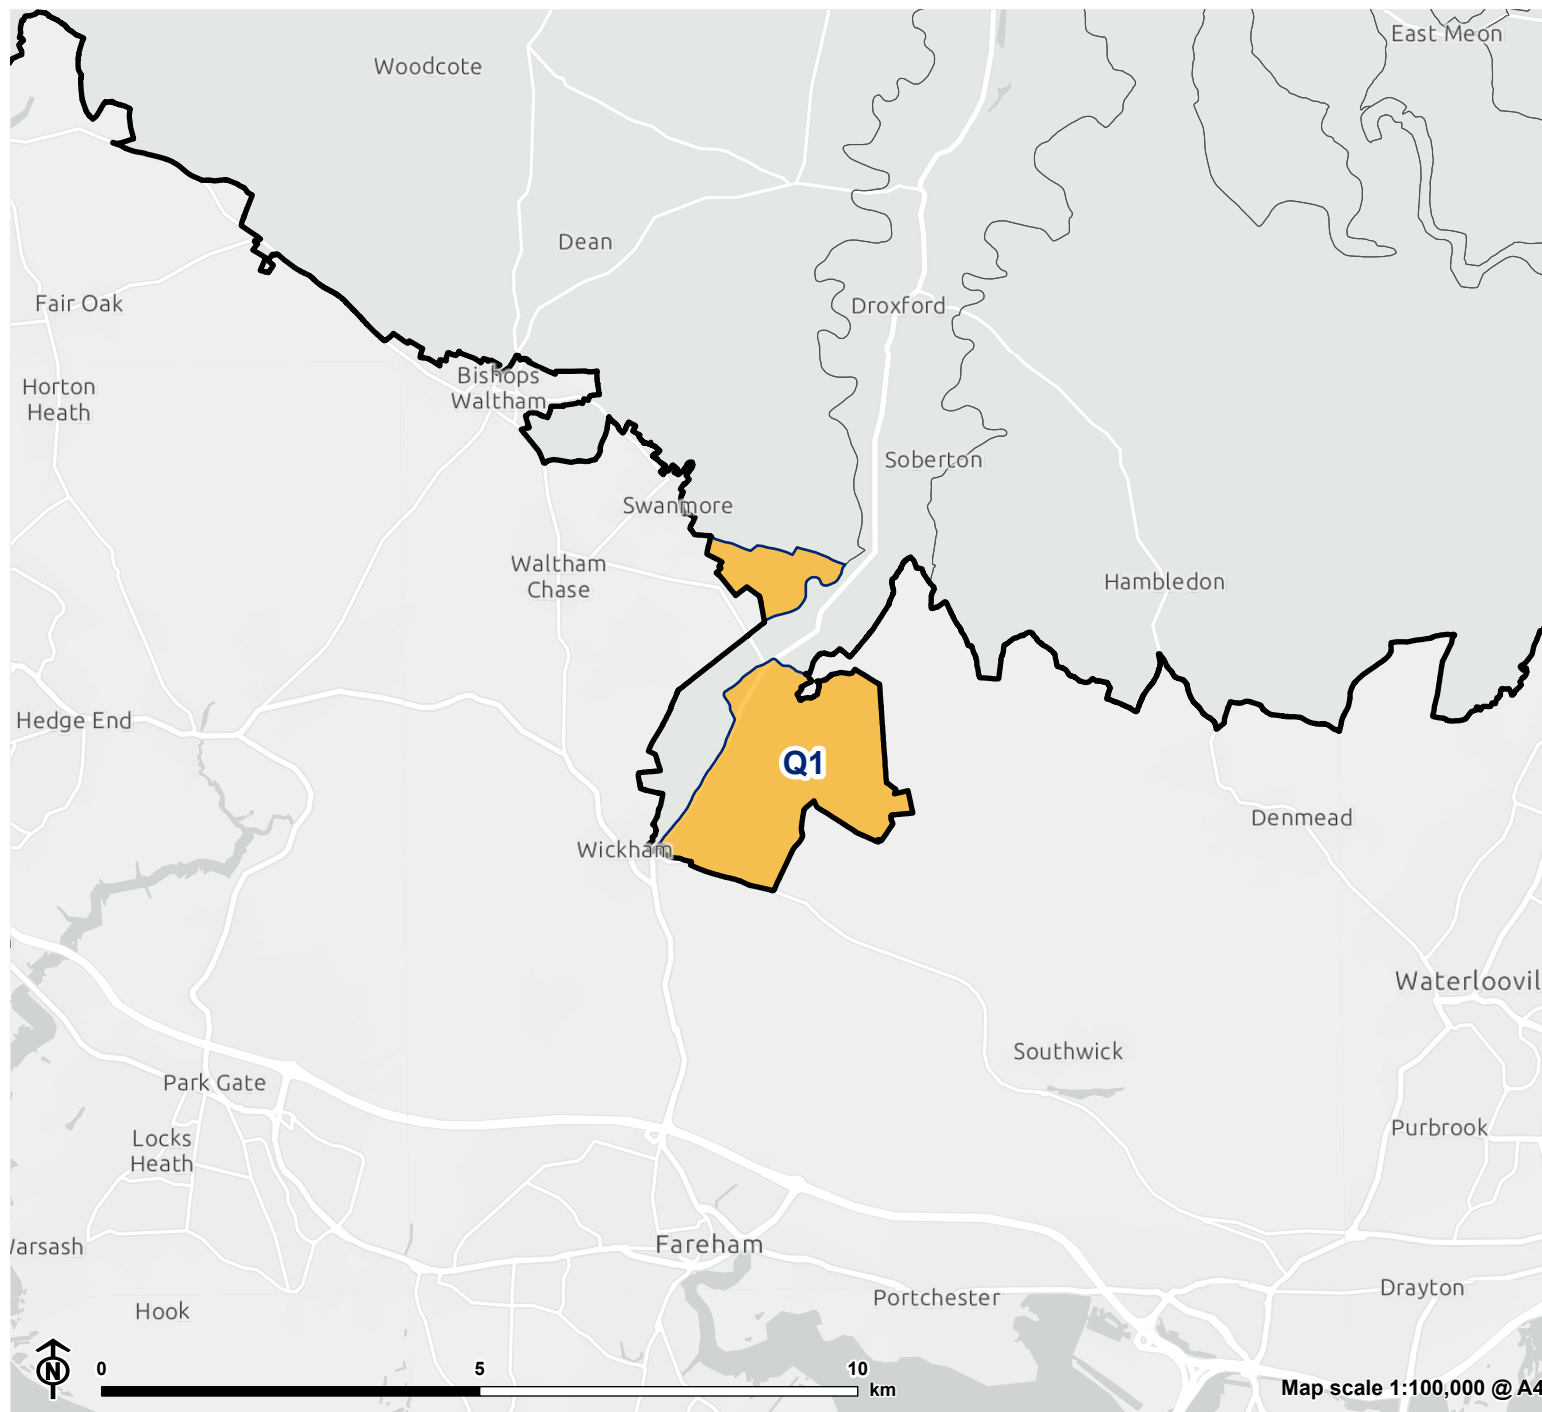 East Meon
Woodcote
Dean
Fair Oak
Droxford
Bishops
Waltham
Horton
Heath
Soberton
Swanmore
Waltham
Chase
Hambledon
Hedge End
Q1
Denmead
Wickham
Waterloovil
Southwick
Park Gate
Purbrook
Locks
Heath
Warsash
Fareham
Drayton
Portchester
Hook
N
0 5 10
km
Map scale 1:100,000 @ A4